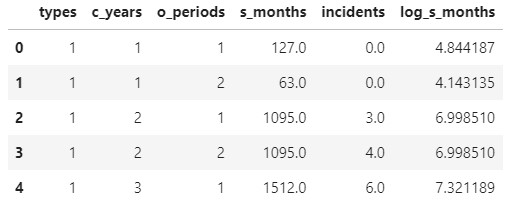 types c_years o_periods s_months incidents log_s_months
0 1 1 1 127.0 0.0 4.844187
1 1 1 2 63.0 0.0 4.143135
2 1 2 1 1095.0 3.0 6.998510
3 1 2 2 1095.0 4.0 6.998510
4 1 3 1 1512.0 6.0 7.321189